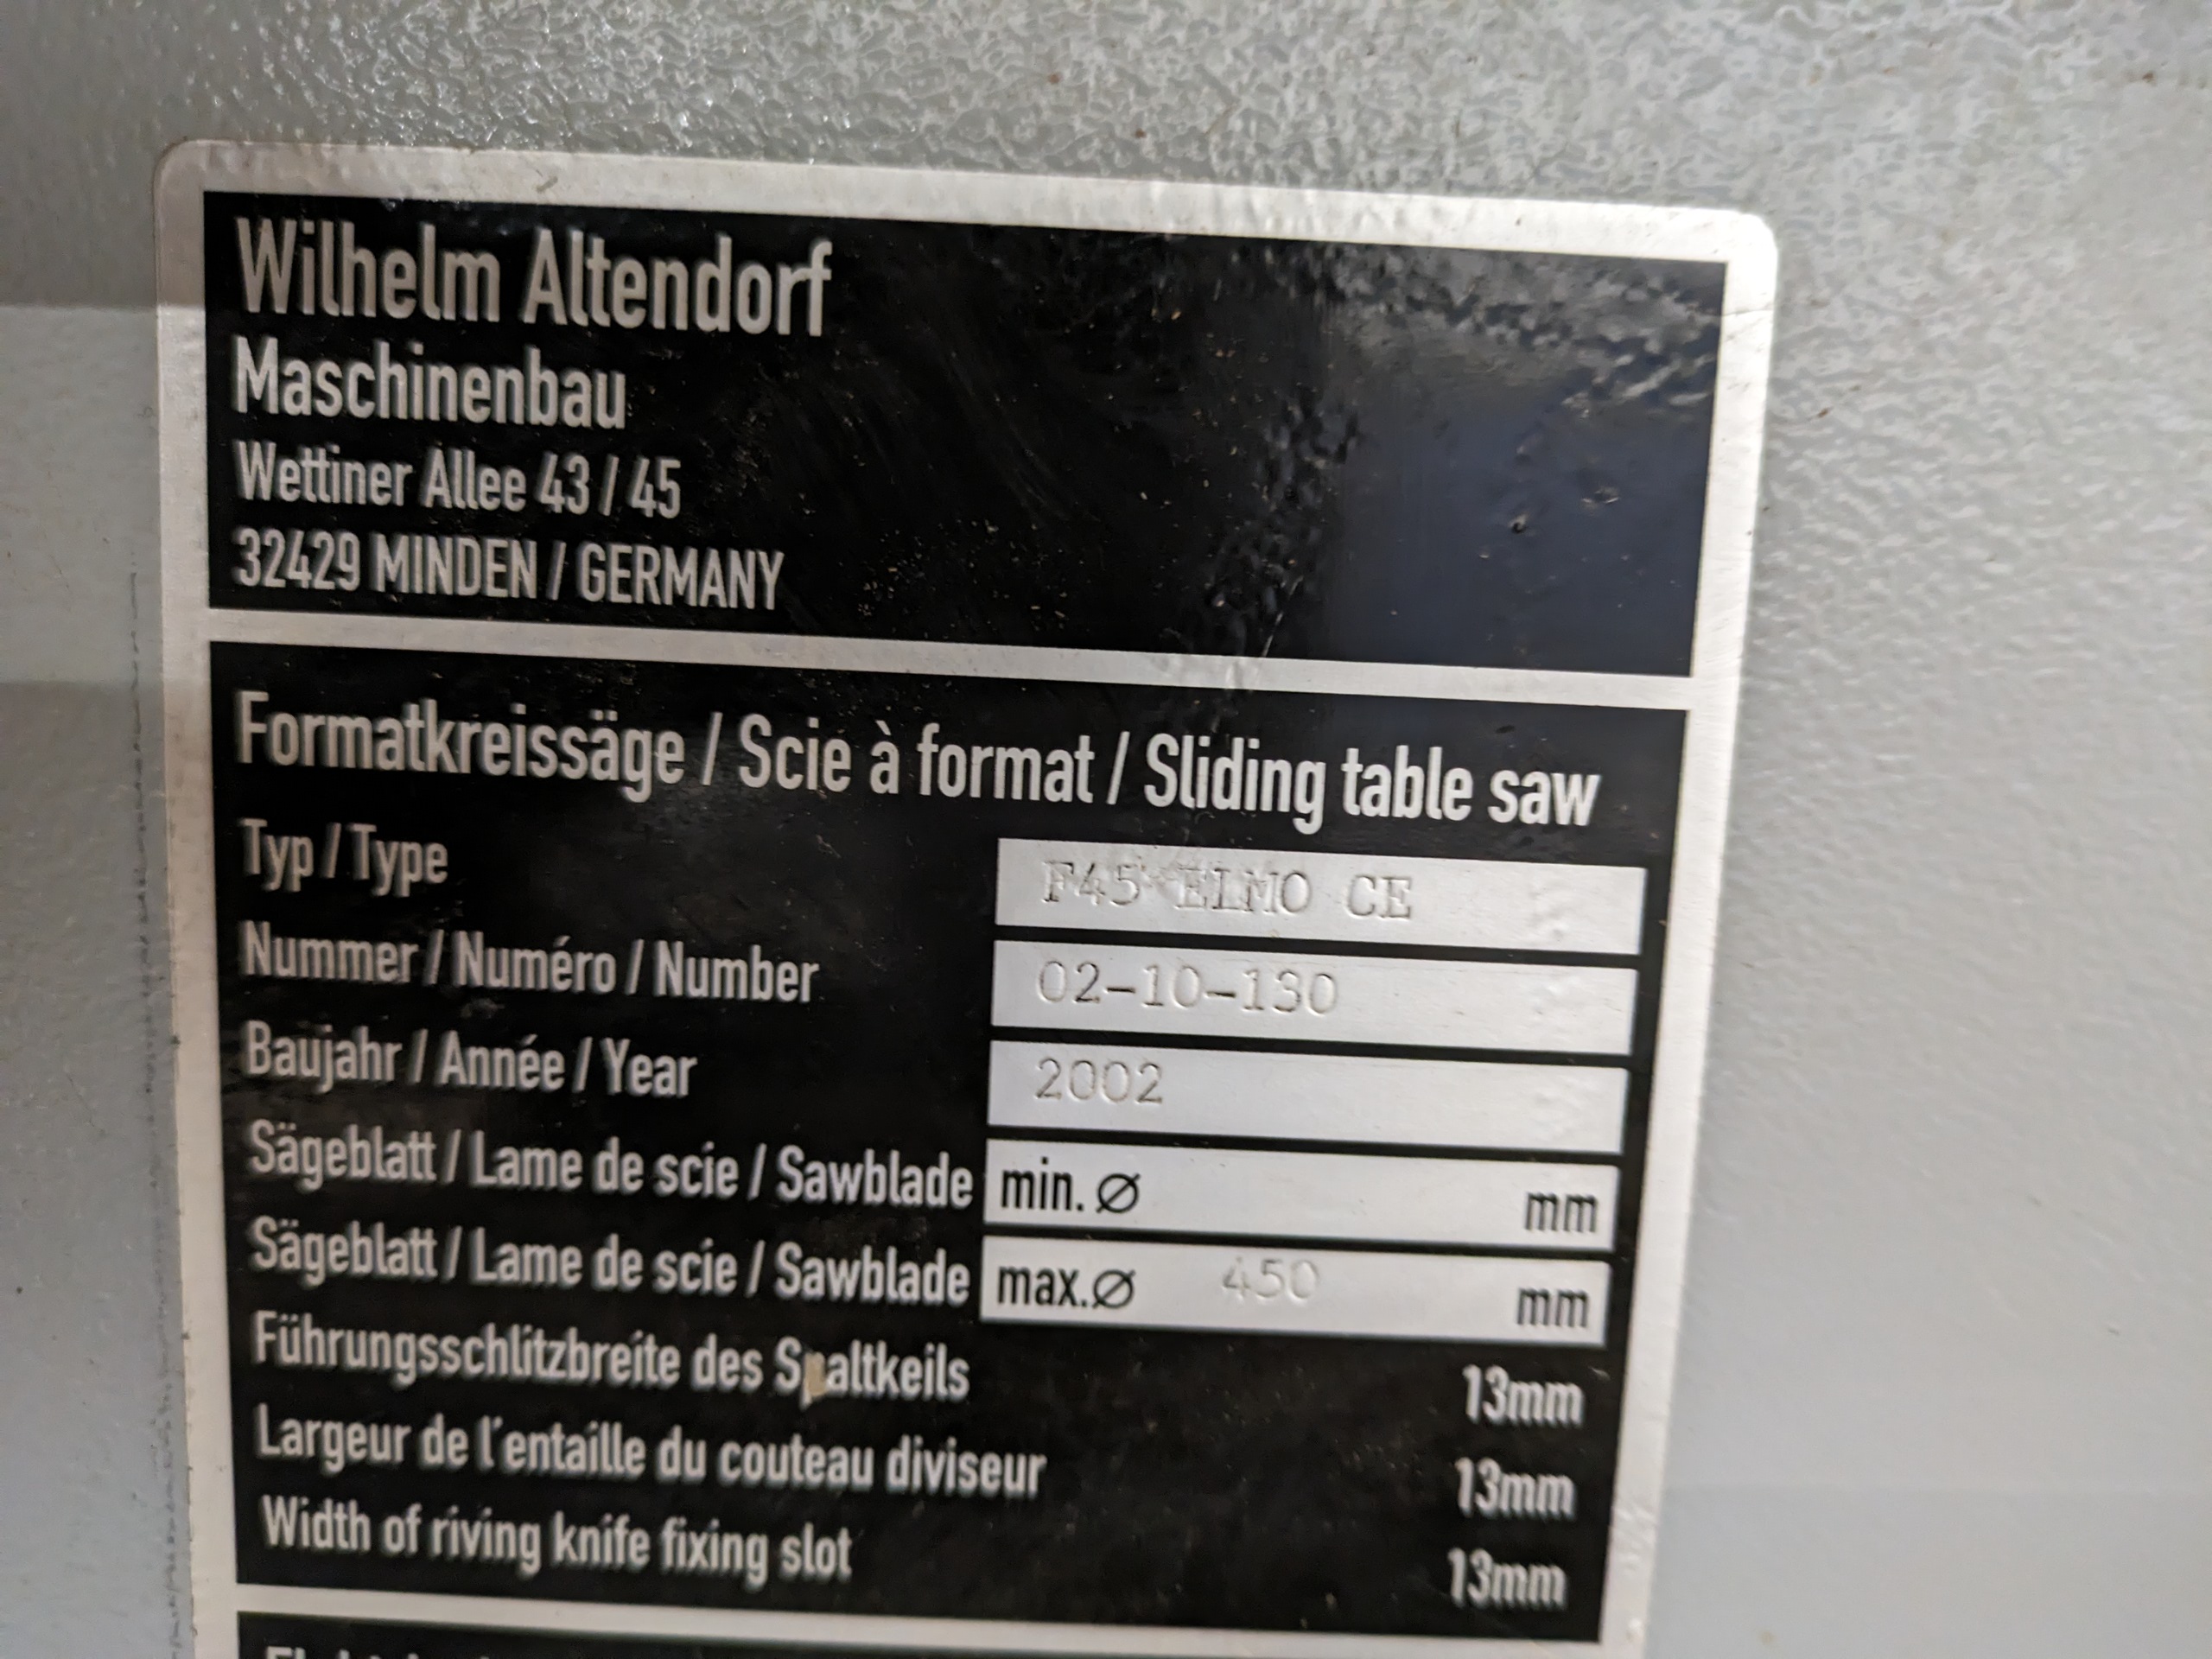 Wilhelm Altendorf
Maschinenbau
Wettiner Allee 43 / 45
32429 MINDEN / GERMANY
Formatkreissäge / Scie à format / Sliding table saw
Typ / Type F45 ELMO CE
Nummer / Numéro / Number 02-10-130
Baujahr / Année / Year 2002
Sägeblatt / Lame de scie / Sawblade min. Ø mm
Sägeblatt / Lame de scie / Sawblade max. Ø 450 mm
Führungsschlitzbreite des Spaltkeils 13mm
Largeur de l'entaille du couteau diviseur 13mm
Width of riving knife fixing slot 13mm